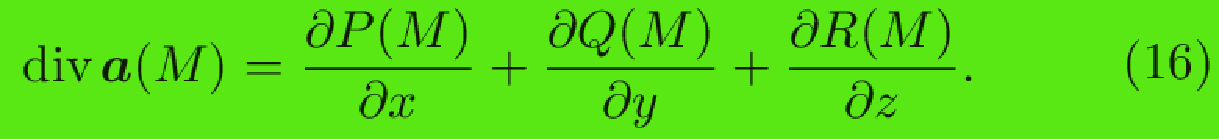 div a(M) = ∂P(M)/∂x + ∂Q(M)/∂y + ∂R(M)/∂z. (16)